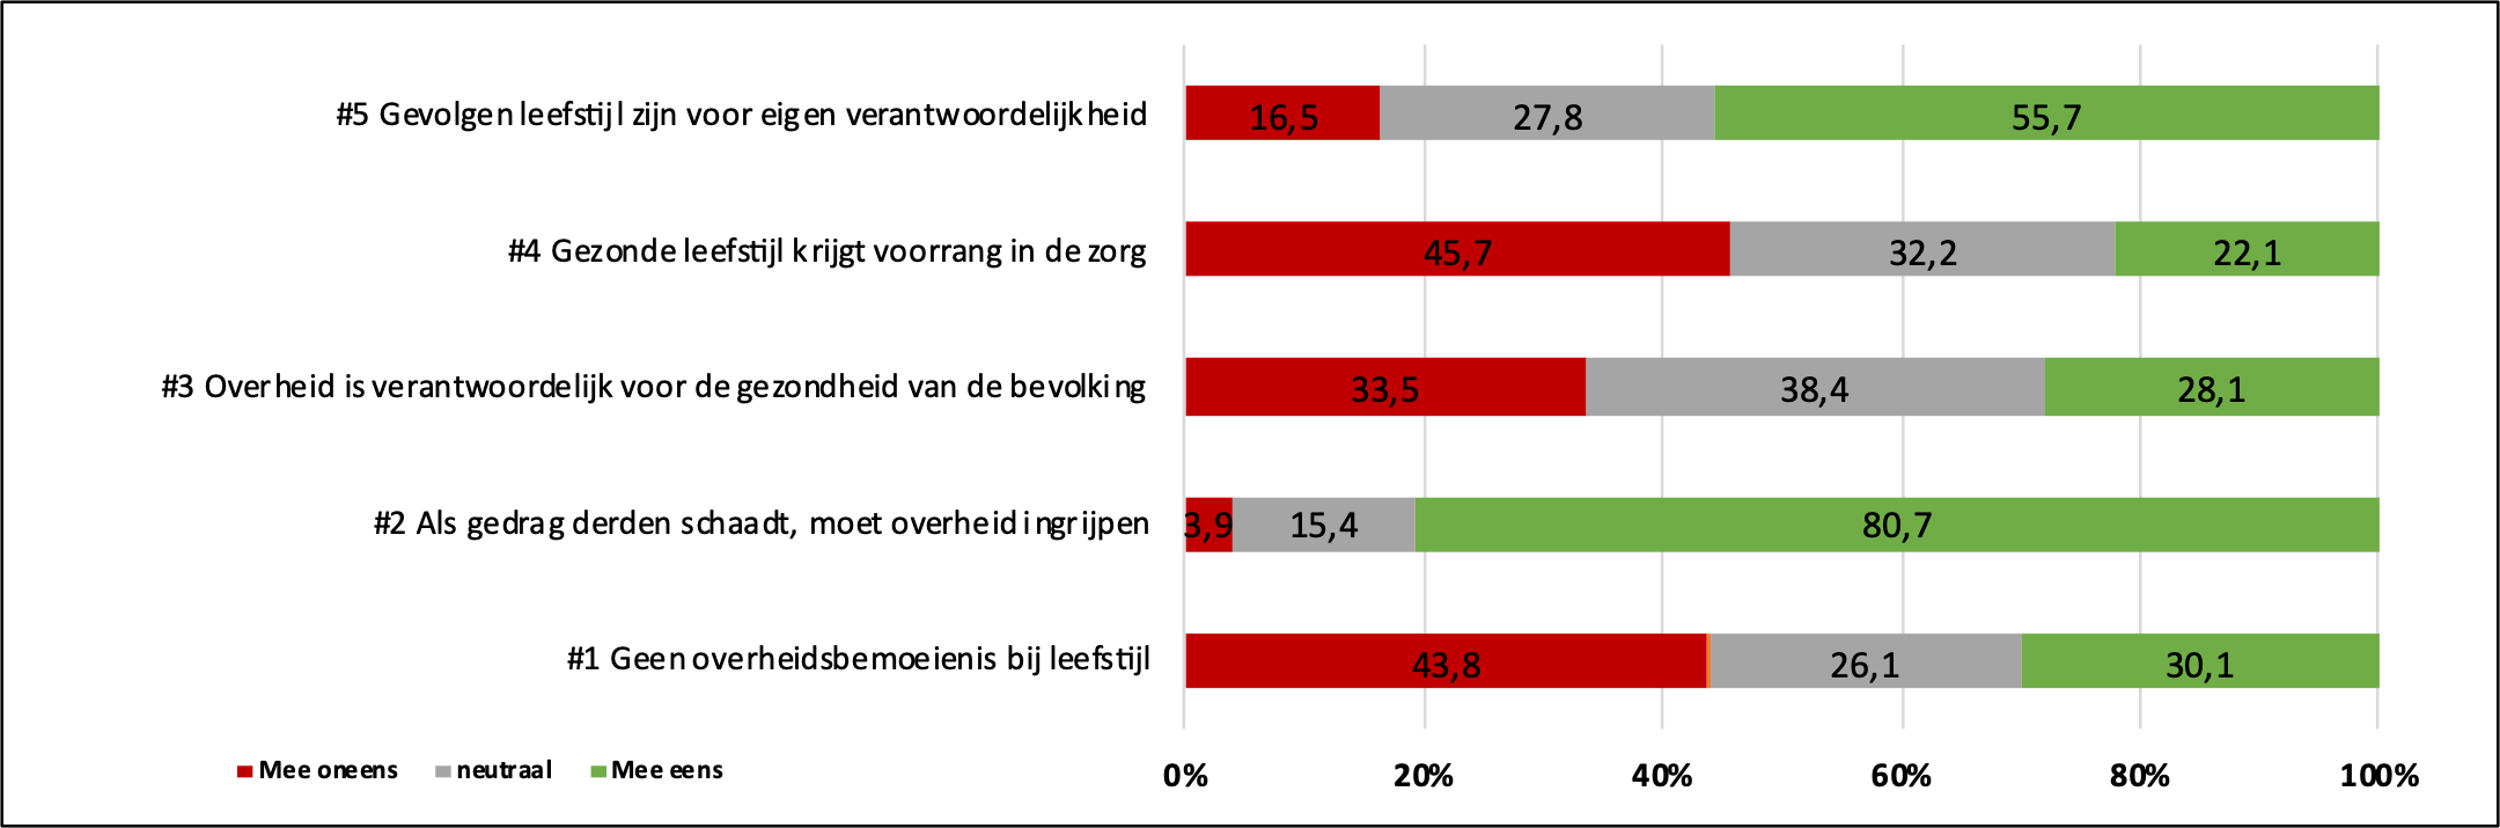 #5 Gevolgen leefstijl zijn voor eigen verantwoordelijkheid
16,5 27,8 55,7
#4 Gezonde leefstijl krijgt voorrang in de zorg
45,7 32,2 22,1
#3 Overheid is verantwoordelijk voor de gezondheid van de bevolking
33,5 38,4 28,1
#2 Als gedrag derden schaadt, moet overheid ingrijpen
3,9 15,4 80,7
#1 Geen overheidsbemoeienis bij leefstijl
43,8 26,1 30,1
Mee oneens neutraal Mee eens
0% 20% 40% 60% 80% 100%